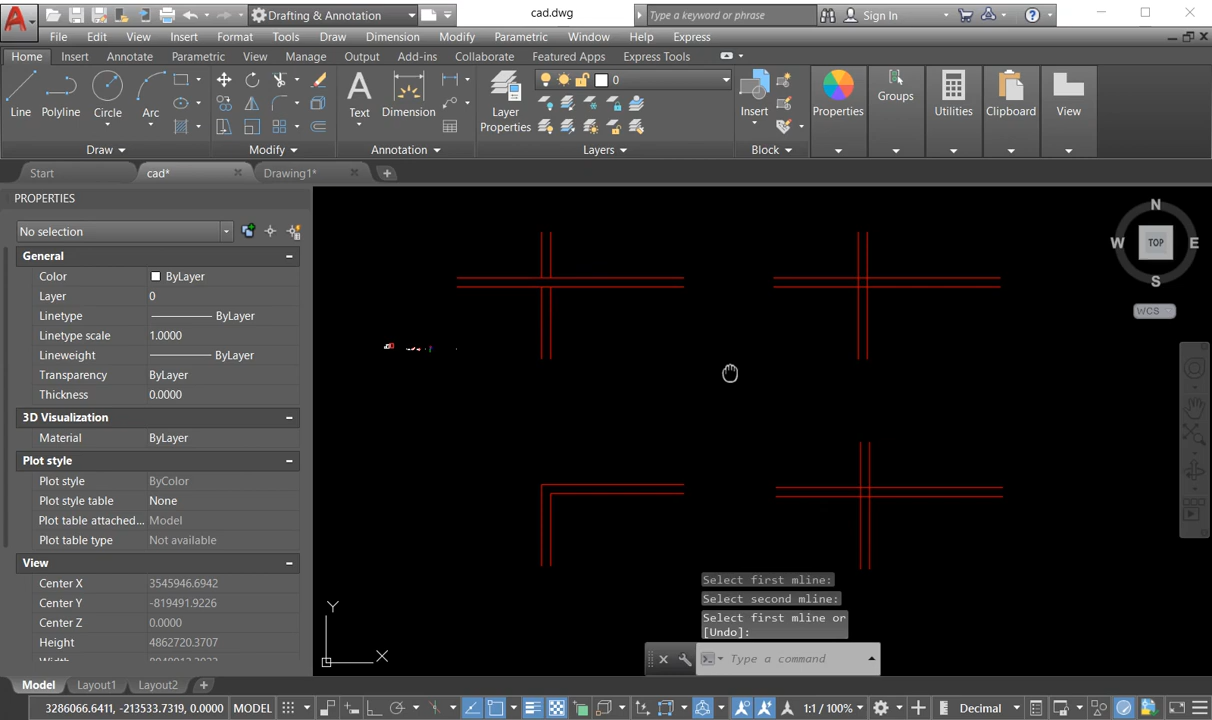 Drafting & Annotation
cad.dwg
Type a keyword or phrase
Sign In
File Edit View Insert Format Tools Draw Dimension Modify Parametric Window Help Express
Home Insert Annotate Parametric View Manage Output Add-ins Collaborate Featured Apps Express Tools
0
Line Polyline Circle Arc Text Dimension Layer Properties Insert Properties Groups Utilities Clipboard View
Draw Modify Annotation Layers Block
Start cad* Drawing1*
PROPERTIES
No selection
General
Color ByLayer
Layer 0
Linetype ByLayer
Linetype scale 1.0000
Lineweight ByLayer
Transparency ByLayer
Thickness 0.0000
3D Visualization
Material ByLayer
Plot style
Plot style ByColor
Plot style table None
Plot table attached... Model
Plot table type Not available
View
Center X 3545946.6942
Center Y -819491.9226
Center Z 0.0000
Height 4862720.3707
N
W TOP E
S
WCS
Y
X
Select first mline:
Select second mline:
Select first mline or
[Undo]:
Type a command
Model Layout1 Layout2
3286066.6411, -213533.7319, 0.0000 MODEL 1:1 / 100% Decimal